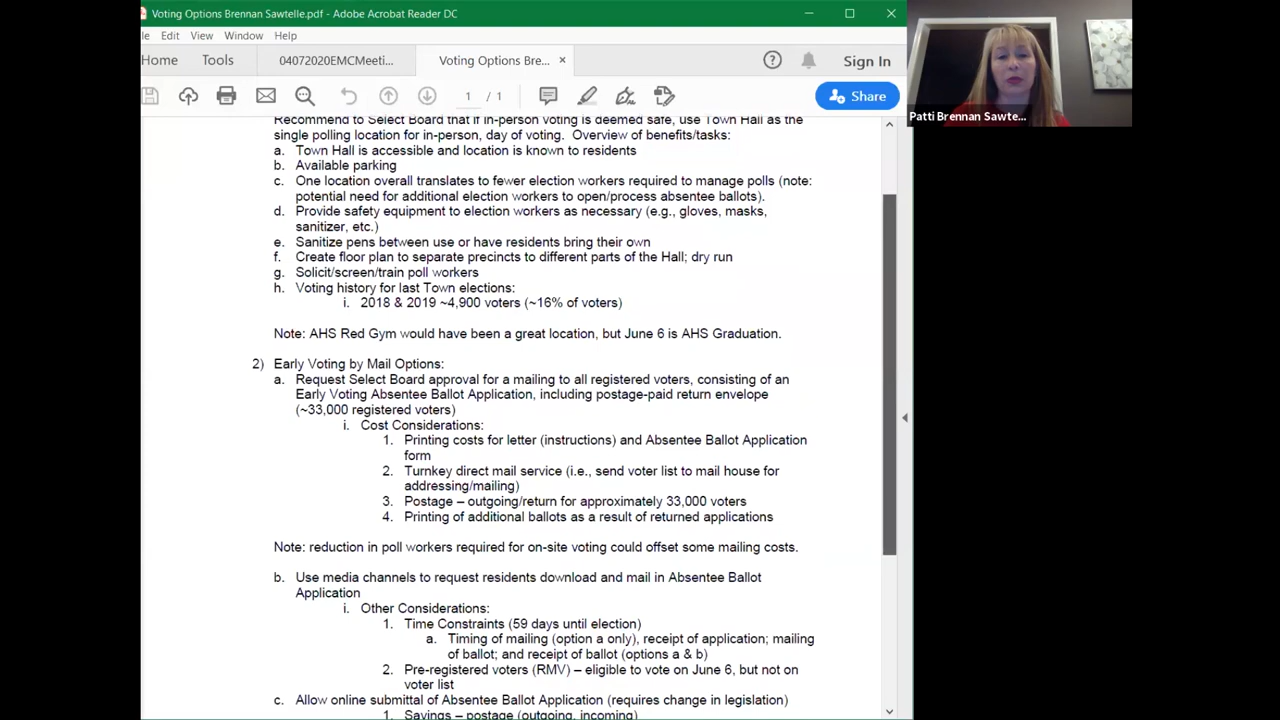 Voting Options Brennan Sawtelle.pdf - Adobe Acrobat Reader DC
le Edit View Window Help
Home Tools 04072020EMCMeeti... Voting Options Bre... × Sign In
1 / 1 Share
Patti Brennan Sawte...
Recommend to Select Board that if in-person voting is deemed safe, use Town Hall as the
single polling location for in-person, day of voting. Overview of benefits/tasks:
a. Town Hall is accessible and location is known to residents
b. Available parking
c. One location overall translates to fewer election workers required to manage polls (note:
potential need for additional election workers to open/process absentee ballots).
d. Provide safety equipment to election workers as necessary (e.g., gloves, masks,
sanitizer, etc.)
e. Sanitize pens between use or have residents bring their own
f. Create floor plan to separate precincts to different parts of the Hall; dry run
g. Solicit/screen/train poll workers
h. Voting history for last Town elections:
i. 2018 & 2019 ~4,900 voters (~16% of voters)
Note: AHS Red Gym would have been a great location, but June 6 is AHS Graduation.
2) Early Voting by Mail Options:
a. Request Select Board approval for a mailing to all registered voters, consisting of an
Early Voting Absentee Ballot Application, including postage-paid return envelope
(~33,000 registered voters)
i. Cost Considerations:
1. Printing costs for letter (instructions) and Absentee Ballot Application
form
2. Turnkey direct mail service (i.e., send voter list to mail house for
addressing/mailing)
3. Postage – outgoing/return for approximately 33,000 voters
4. Printing of additional ballots as a result of returned applications
Note: reduction in poll workers required for on-site voting could offset some mailing costs.
b. Use media channels to request residents download and mail in Absentee Ballot
Application
i. Other Considerations:
1. Time Constraints (59 days until election)
a. Timing of mailing (option a only), receipt of application; mailing
of ballot; and receipt of ballot (options a & b)
2. Pre-registered voters (RMV) – eligible to vote on June 6, but not on
voter list
c. Allow online submittal of Absentee Ballot Application (requires change in legislation)
1. Savings – postage (outgoing, incoming)